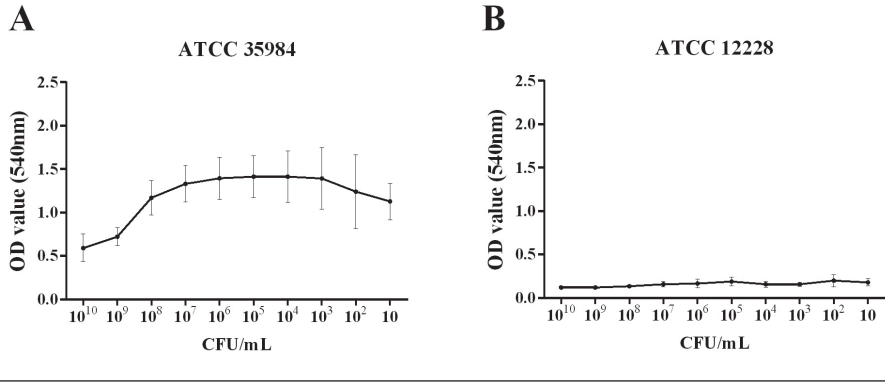 A
ATCC 35984
2.5
2.0
1.5
1.0
0.5
0.0
OD value (540nm)
10¹⁰ 10⁹ 10⁸ 10⁷ 10⁶ 10⁵ 10⁴ 10³ 10² 10
CFU/mL
B
ATCC 12228
2.5
2.0
1.5
1.0
0.5
0.0
OD value (540nm)
10¹⁰ 10⁹ 10⁸ 10⁷ 10⁶ 10⁵ 10⁴ 10³ 10² 10
CFU/mL